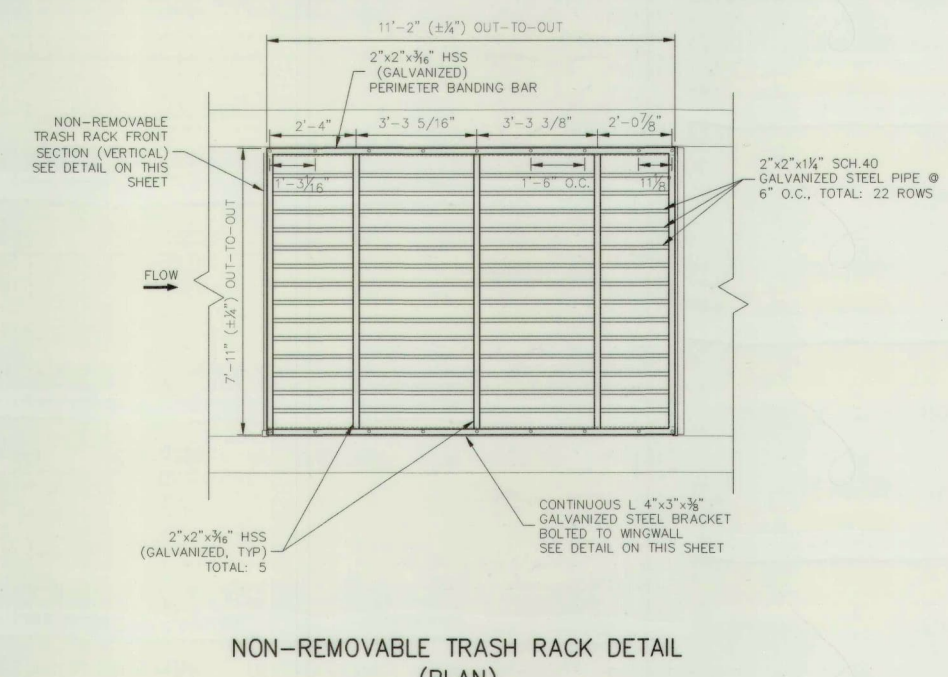 11'-2" (±¼") OUT-TO-OUT
2"x2"x3⁄16" HSS
(GALVANIZED)
PERIMETER BANDING BAR
NON-REMOVABLE
TRASH RACK FRONT
SECTION (VERTICAL)
SEE DETAIL ON THIS
SHEET
2'-4"
3'-3 5/16"
3'-3 3/8"
2'-0⅞"
1'-3⁄16"
1'-6" O.C.
11⅛"
2"x2"x1¼" SCH.40
GALVANIZED STEEL PIPE @
6" O.C., TOTAL: 22 ROWS
FLOW
7'-11" (±¼") OUT-TO-OUT
2"x2"x3⁄16" HSS
(GALVANIZED, TYP)
TOTAL: 5
CONTINUOUS L 4"x3"x⅜"
GALVANIZED STEEL BRACKET
BOLTED TO WINGWALL
SEE DETAIL ON THIS SHEET
NON-REMOVABLE TRASH RACK DETAIL
(PLAN)